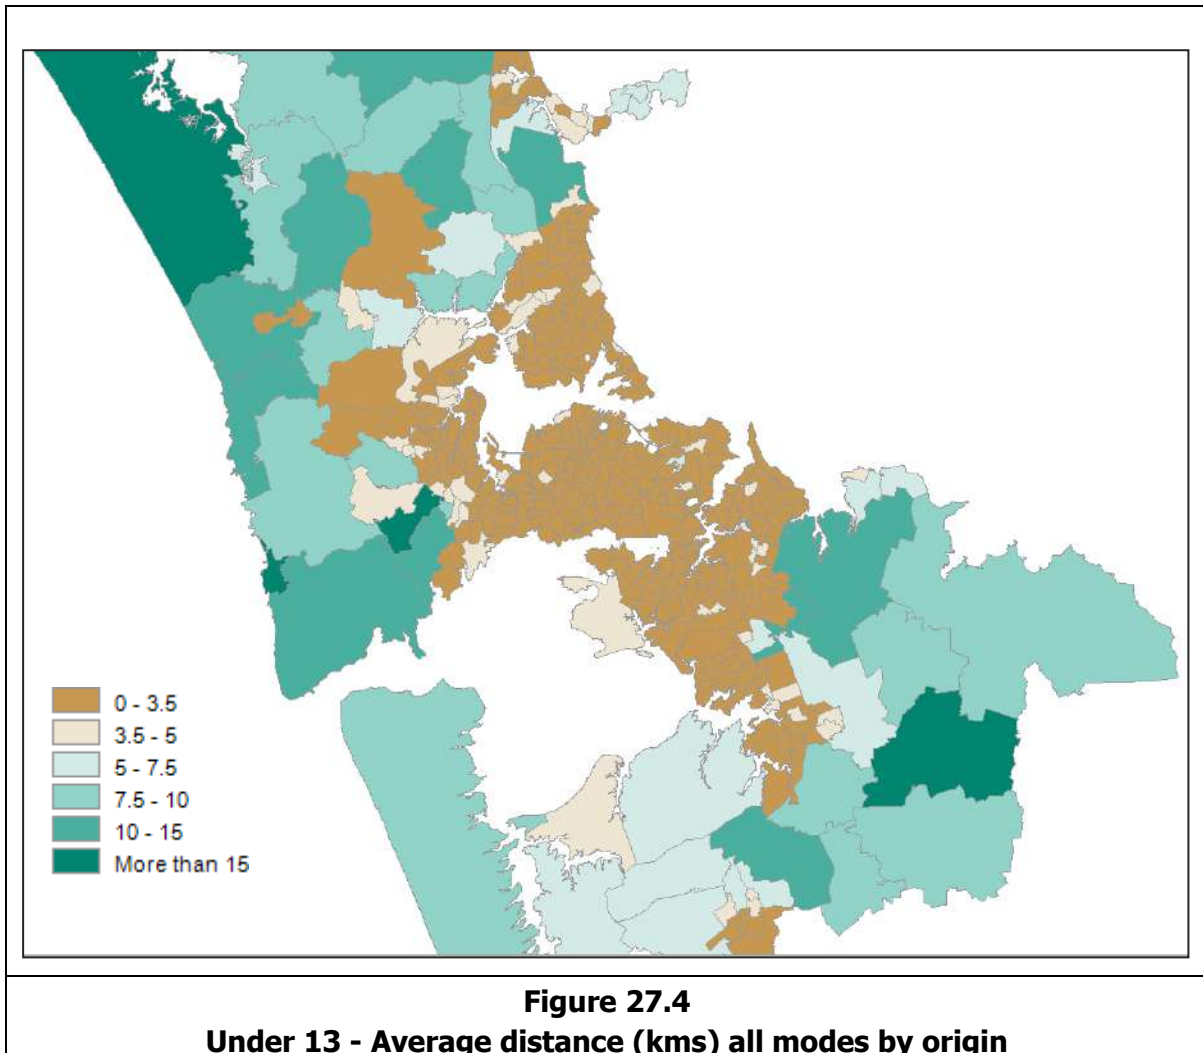 0 - 3.5
3.5 - 5
5 - 7.5
7.5 - 10
10 - 15
More than 15
Figure 27.4
Under 13 - Average distance (kms) all modes by origin